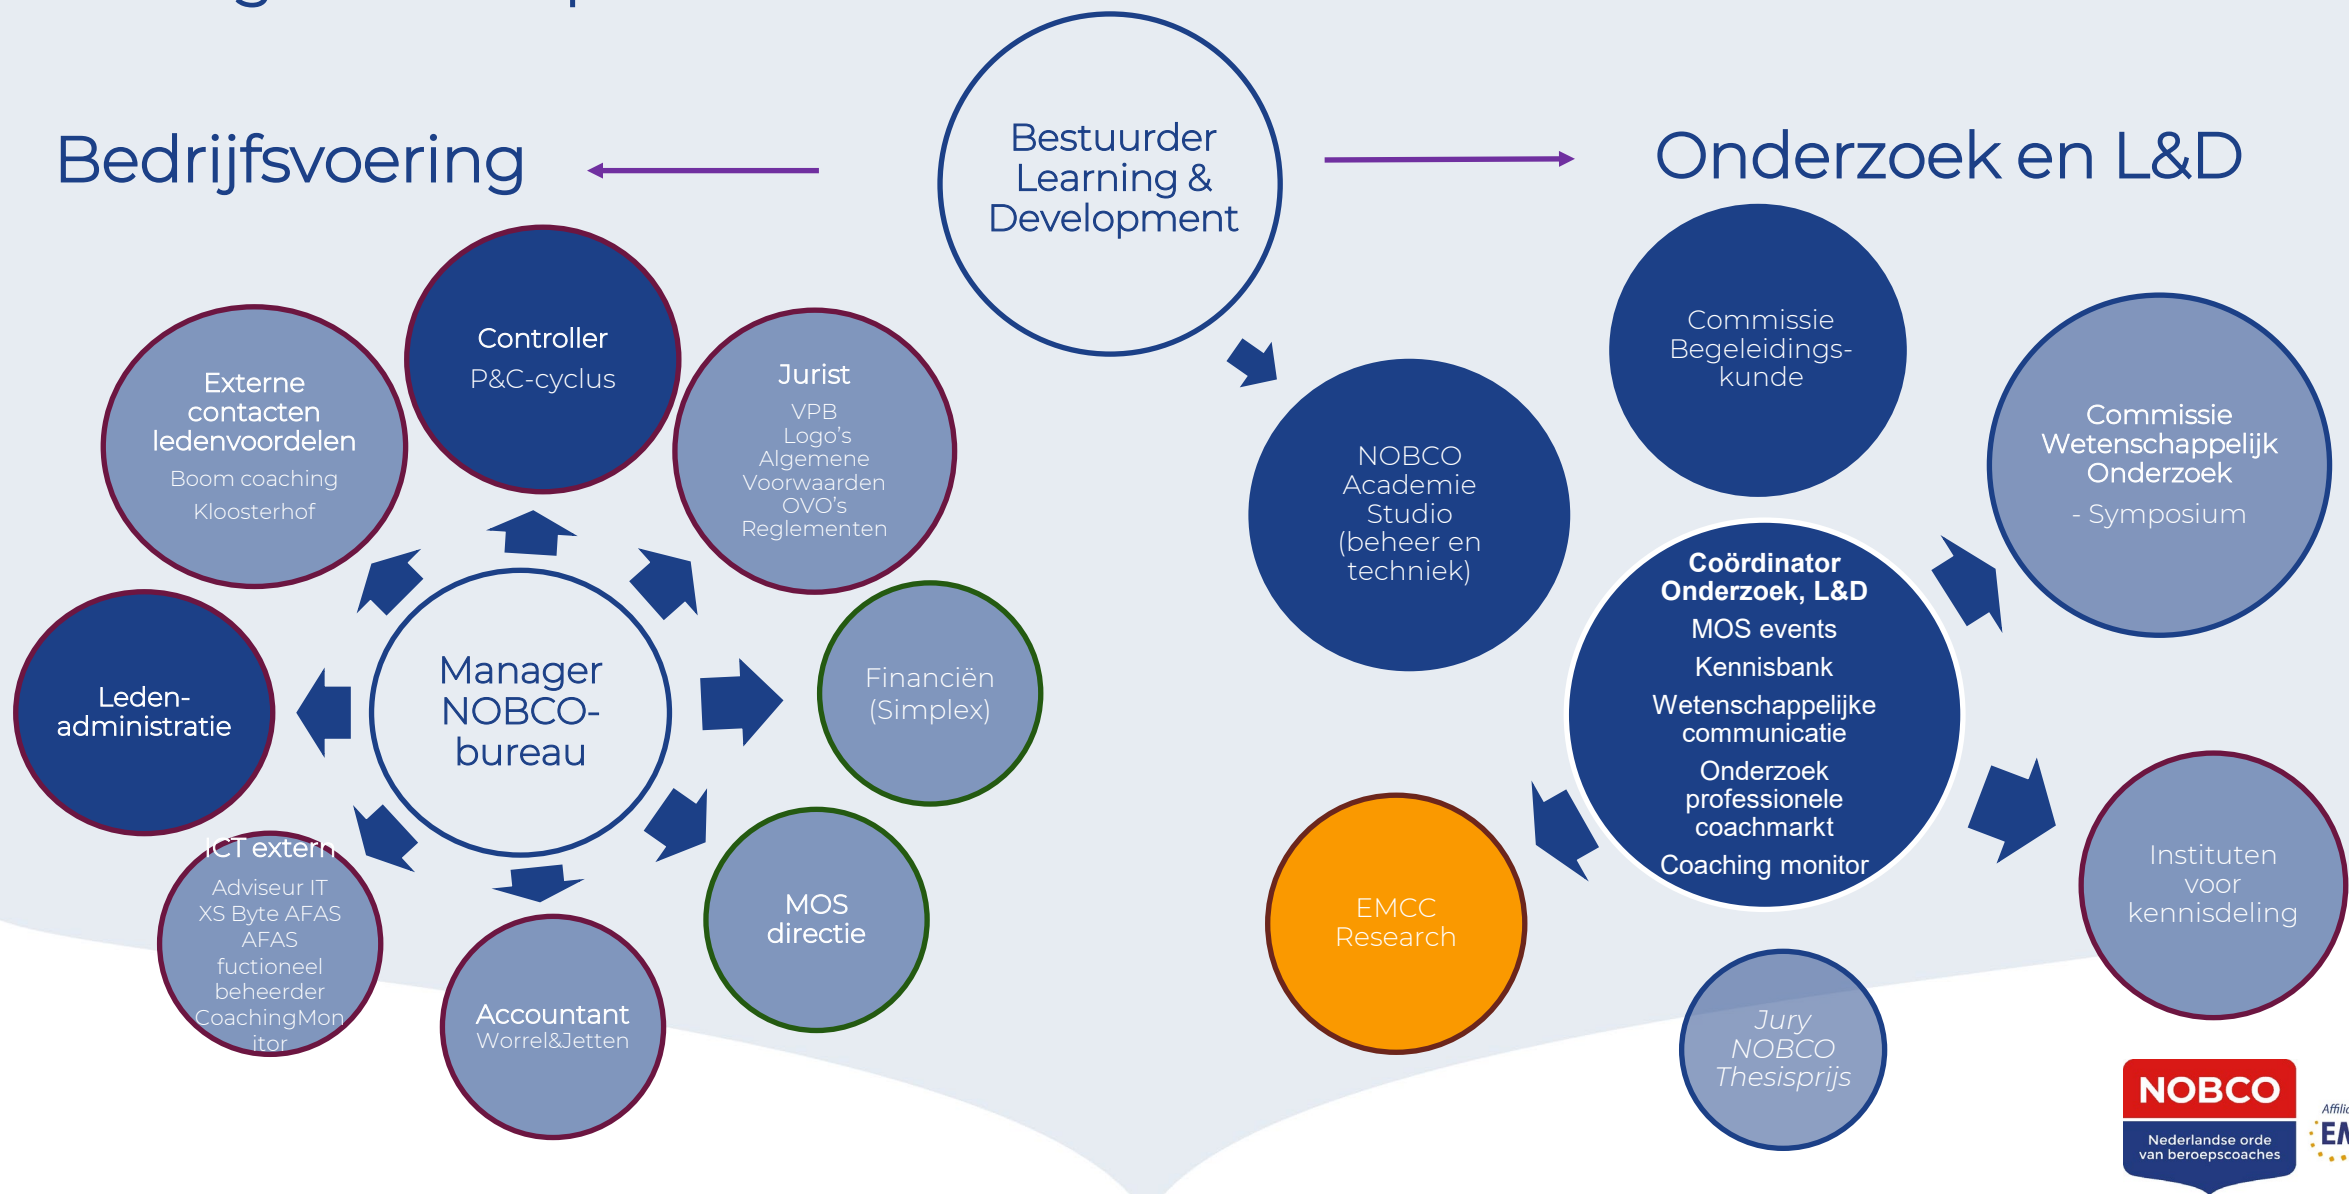 Bestuurder
Learning &
Development
Bedrijfsvoering
Onderzoek en L&D
Controller
P&C-cyclus
Externe
contacten
ledenvoordelen
Boom coaching
Kloosterhof
Jurist
VPB
Logo's
Algemene
Voorwaarden
OVO's
Reglementen
Leden-
administratie
Manager
NOBCO-
bureau
Financiën
(Simplex)
ICT extern
Adviseur IT
XS Byte AFAS
AFAS
fuctioneel
beheerder
CoachingMon
itor
Accountant
Worrel&Jetten
MOS
directie
NOBCO
Academie
Studio
(beheer en
techniek)
Commissie
Begeleidings-
kunde
Commissie
Wetenschappelijk
Onderzoek
- Symposium
Coördinator
Onderzoek, L&D
MOS events
Kennisbank
Wetenschappelijke
communicatie
Onderzoek
professionele
coachmarkt
Coaching monitor
EMCC
Research
Instituten
voor
kennisdeling
Jury
NOBCO
Thesisprijs
NOBCO
Nederlandse orde
van beroepscoaches